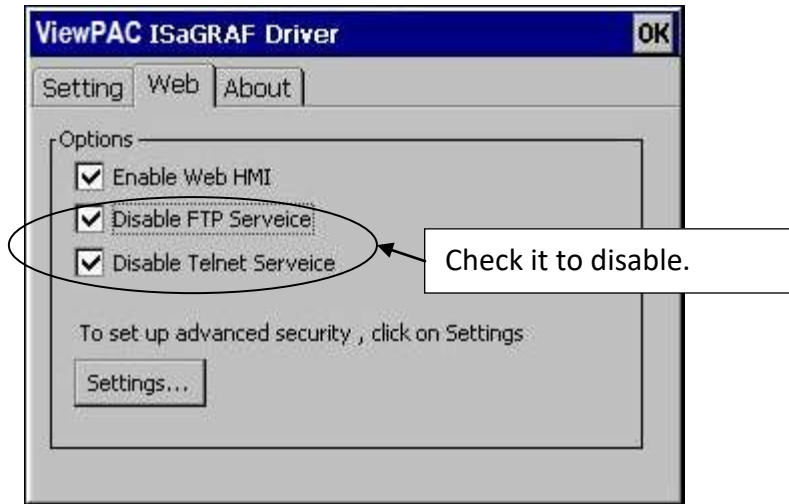 ViewPAC ISaGRAF Driver OK
Setting Web About
Options
Enable Web HMI
Disable FTP Serveice
Disable Telnet Serveice
Check it to disable.
To set up advanced security , click on Settings
Settings...